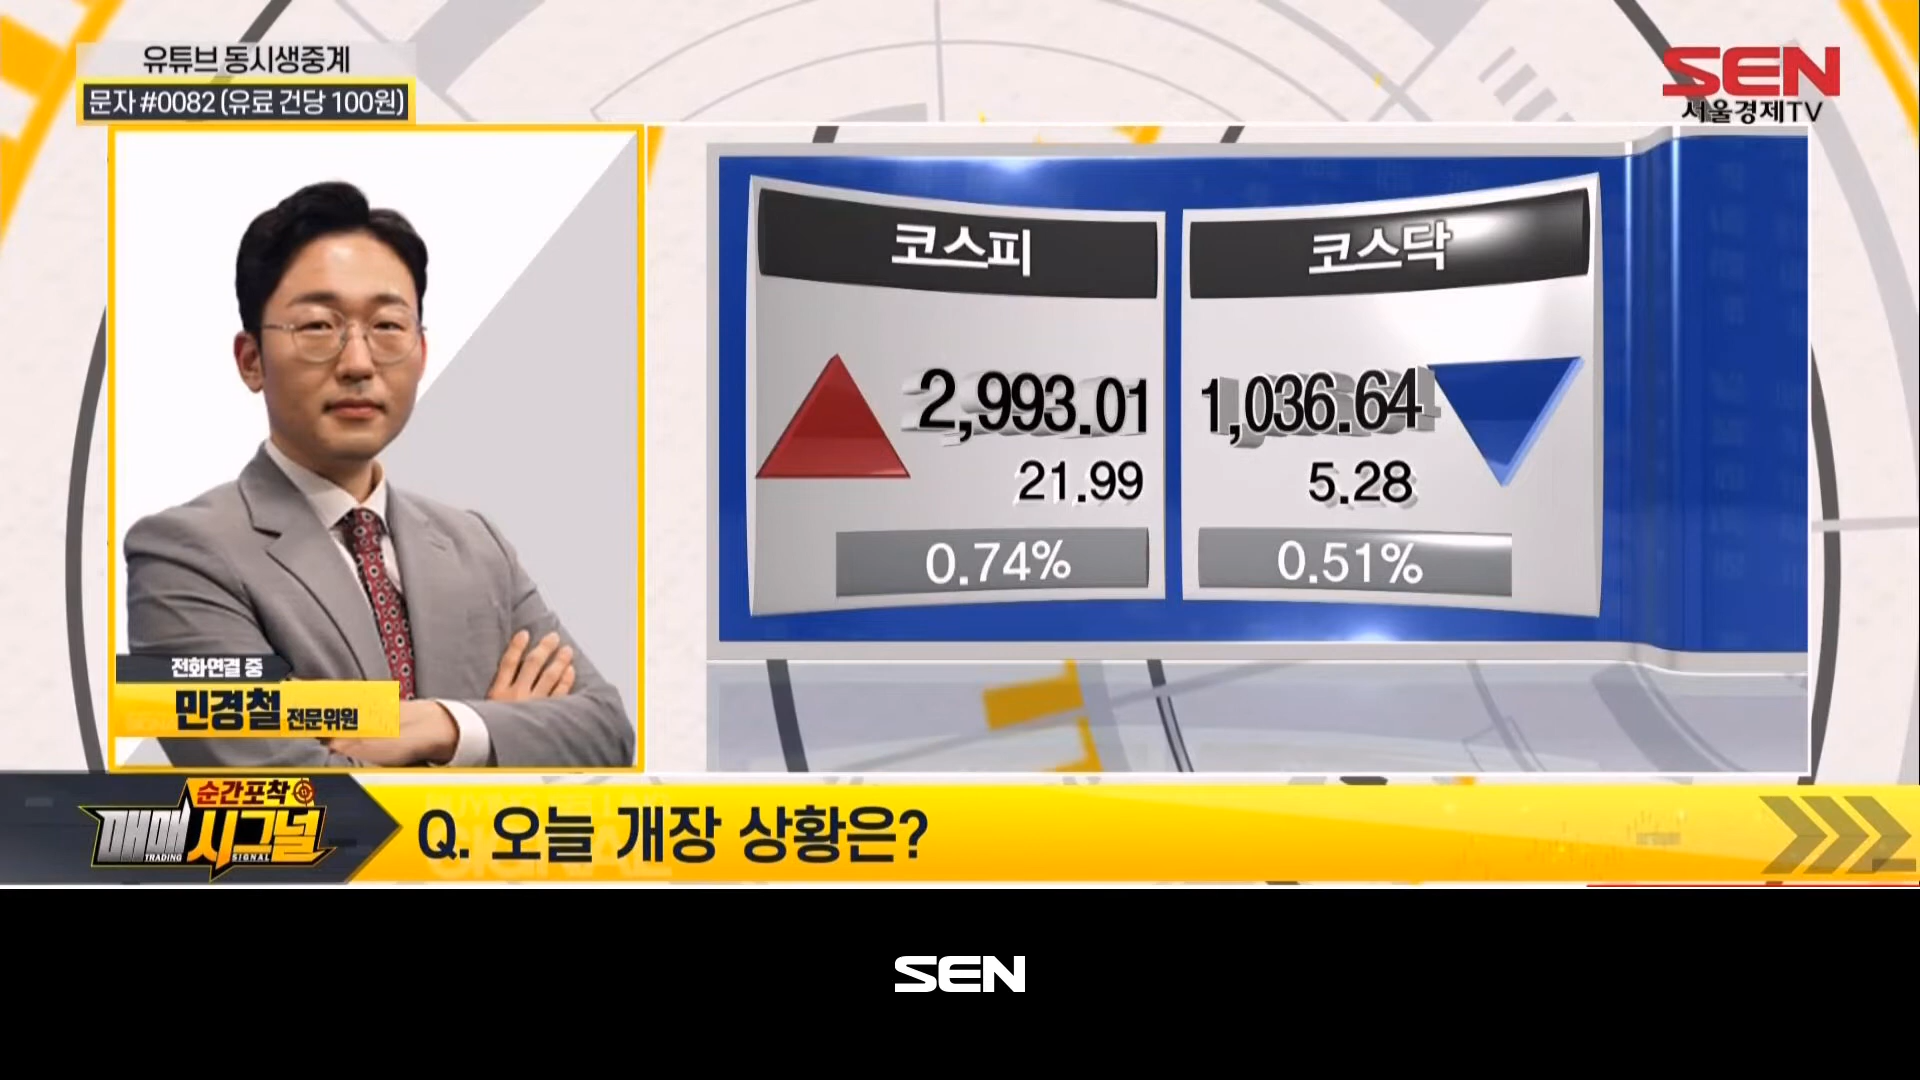 유튜브 동시생중계
문자 #0082 (유료 건당 100원)
SEN
서울경제TV
코스피
2,993.01
21.99
0.74%
코스닥
1,036.64
5.28
0.51%
전화연결 중
민경철 전문위원
순간포착
매매 시그널
TRADING SIGNAL
Q. 오늘 개장 상황은?
SEN